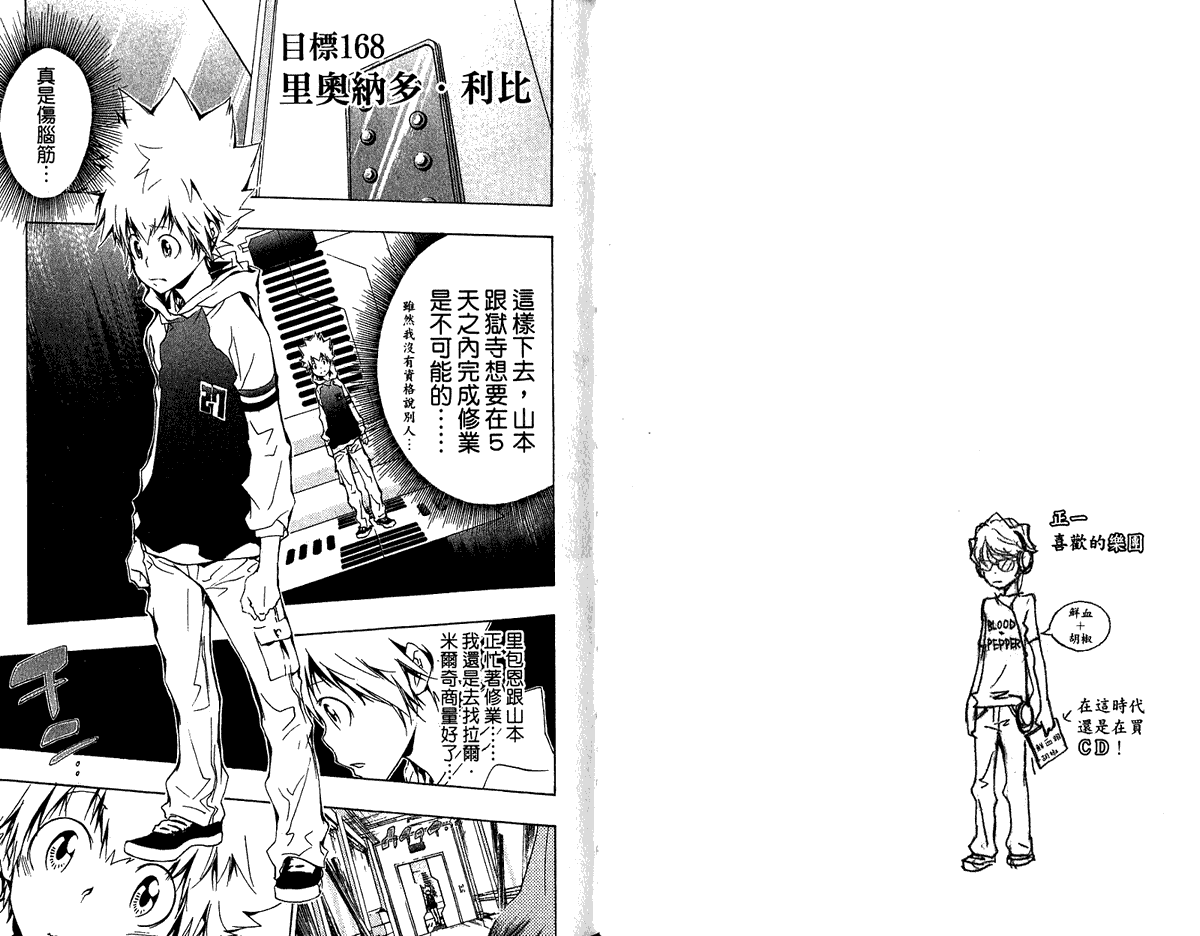 正一
喜歡的樂團
BLOOD
+
PEPPER
鮮血
+
胡椒
在這時代
還是在買
CD！
目標168
里奧納多・利比
真是傷腦筋…
這樣下去，山本
跟獄寺想要在5
天之內完成修業
是不可能的……
雖然我沒有資格說別人…
27
里包恩跟山本
正忙著修業……
我還是去找拉爾・
米爾奇商量好了…